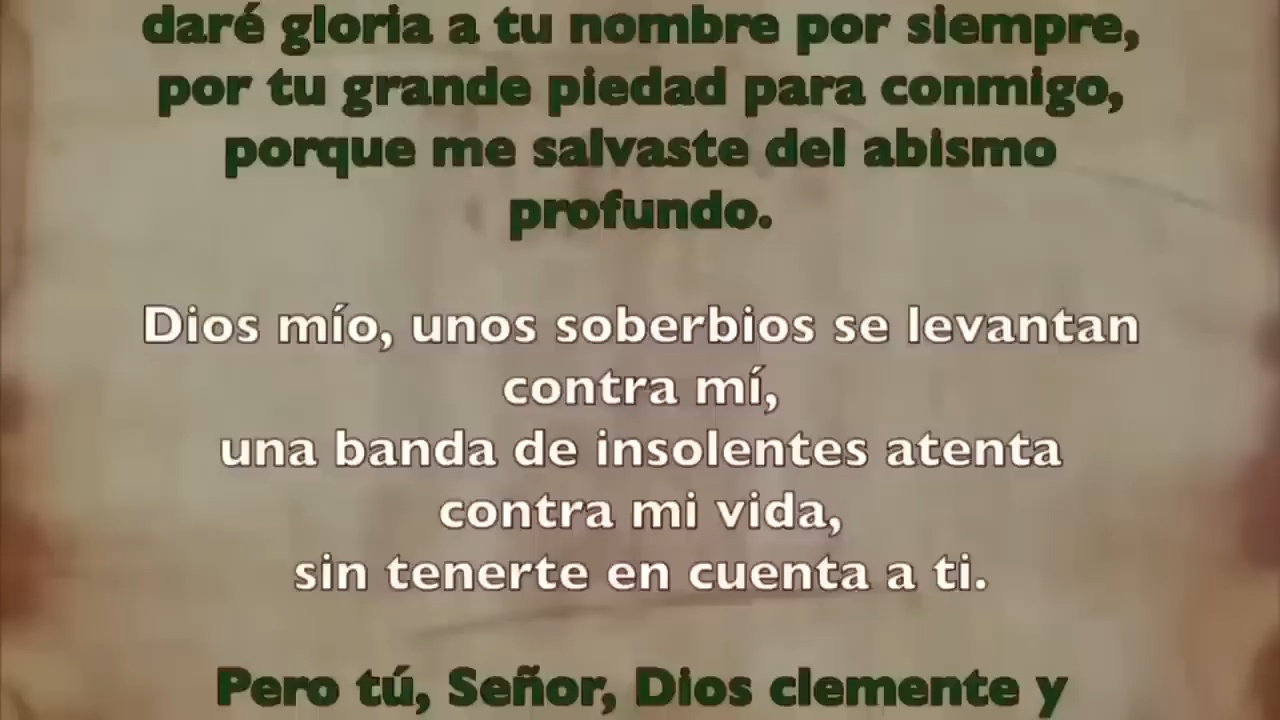 daré gloria a tu nombre por siempre,
por tu grande piedad para conmigo,
porque me salvaste del abismo
profundo.
Dios mío, unos soberbios se levantan
contra mí,
una banda de insolentes atenta
contra mi vida,
sin tenerte en cuenta a ti.
Pero tú, Señor, Dios clemente y